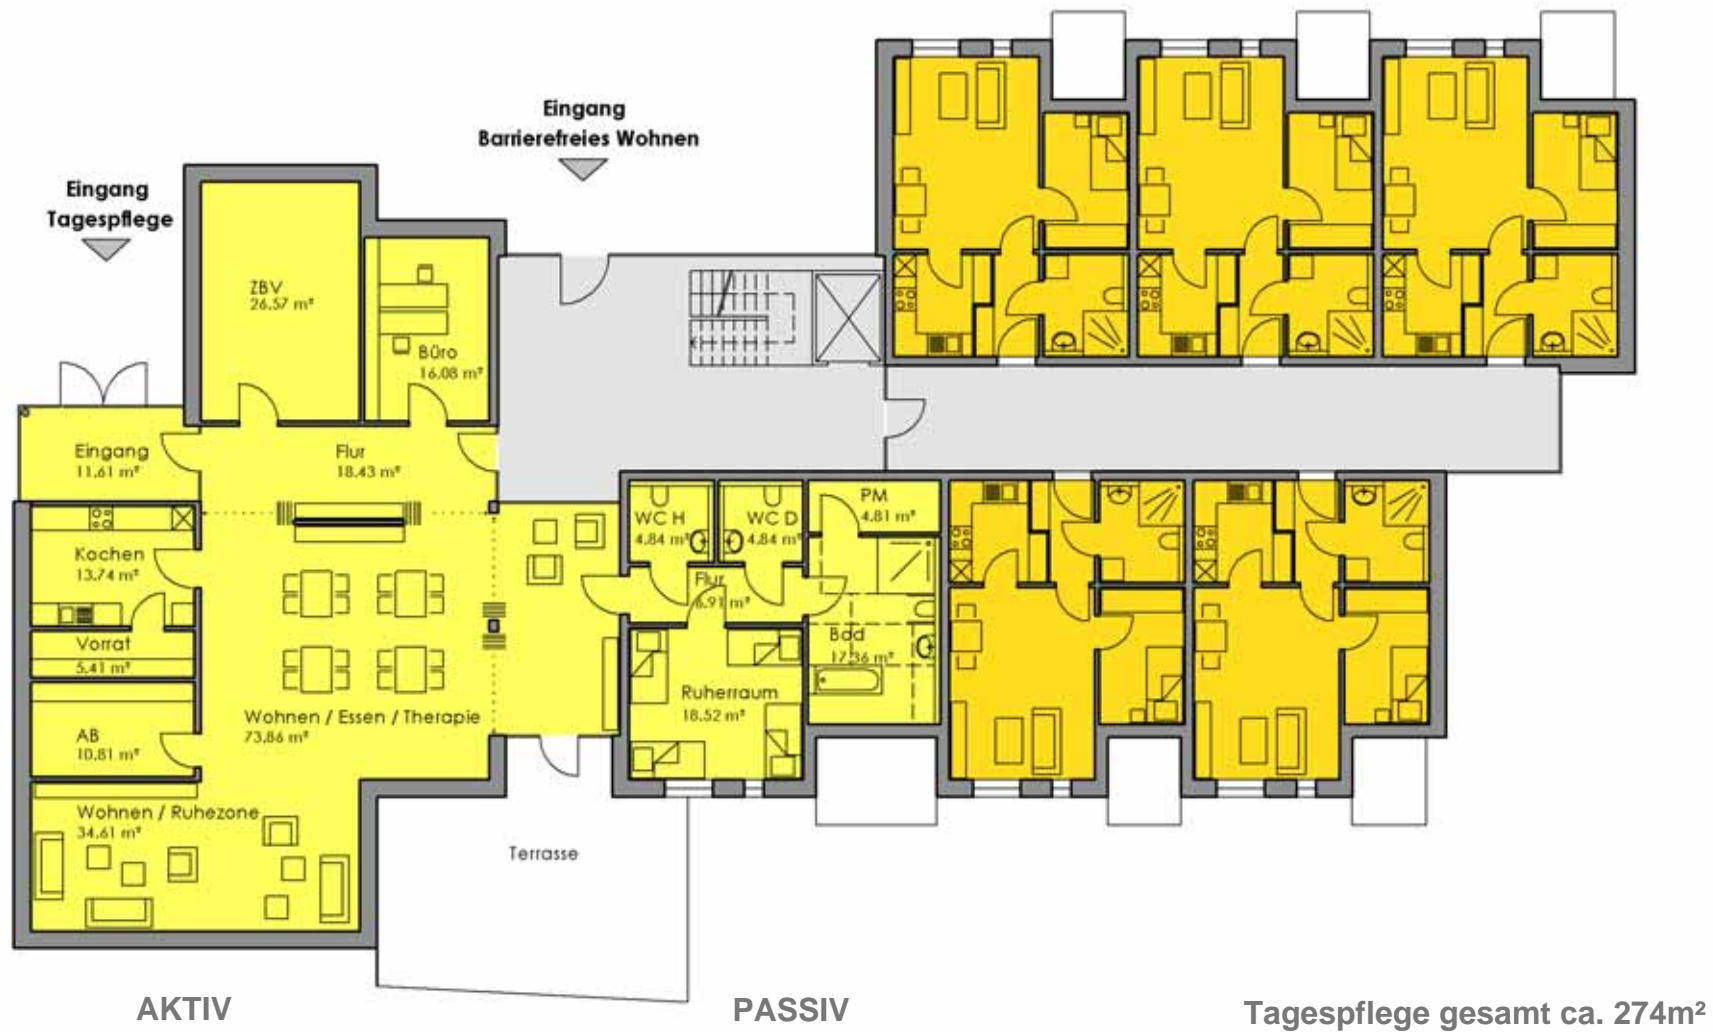 Eingang
Barrierefreies Wohnen
Eingang
Tagespflege
ZBV
26.57 m²
Büro
16.08 m²
Eingang
11.61 m²
Flur
18.43 m²
Kochen
13.74 m²
WC H
4.84 m²
WC D
4.84 m²
PM
4.81 m²
Flur
6.91 m²
Vorrat
5.41 m²
Bad
17.36 m²
Ruherraum
18.52 m²
Wohnen / Essen / Therapie
73.86 m²
AB
10.81 m²
Wohnen / Ruhezone
34.61 m²
Terrasse
AKTIV
PASSIV
Tagespflege gesamt ca. 274m²